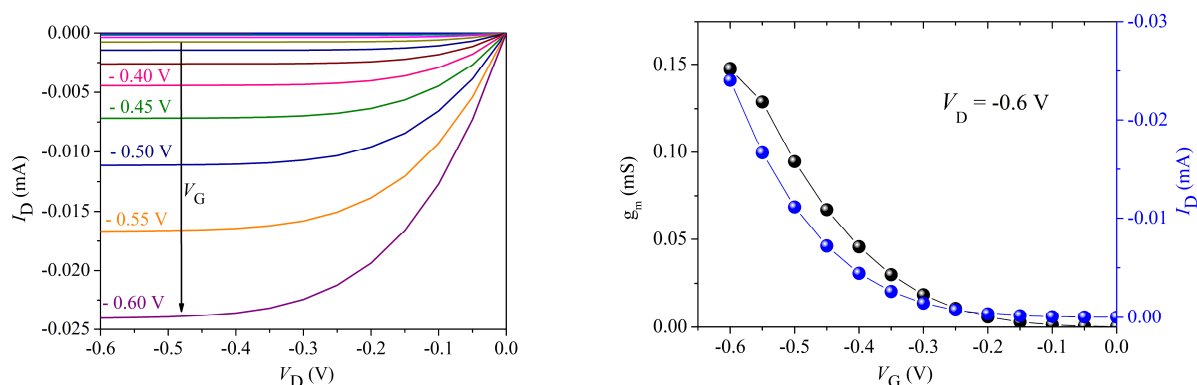 0.000
-0.005
-0.010
-0.015
-0.020
-0.025
I_D (mA)
- 0.40 V
- 0.45 V
- 0.50 V
V_G
- 0.55 V
- 0.60 V
-0.6 -0.5 -0.4 -0.3 -0.2 -0.1 0.0
V_D (V)
0.15
0.10
0.05
0.00
g_m (mS)
V_D = -0.6 V
-0.03
-0.02
-0.01
0.00
I_D (mA)
-0.6 -0.5 -0.4 -0.3 -0.2 -0.1 0.0
V_G (V)